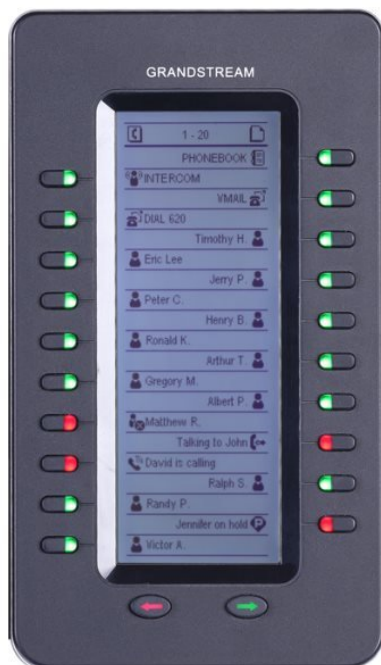 GRANDSTREAM
1 - 20
PHONEBOOK
INTERCOM
VMAIL
DIAL 620
Timothy H.
Eric Lee
Jerry P.
Peter C.
Henry B.
Ronald K.
Arthur T.
Gregory M.
Albert P.
Matthew R.
Talking to John
David is calling
Ralph S.
Randy P.
Jennifer on hold
Victor A.